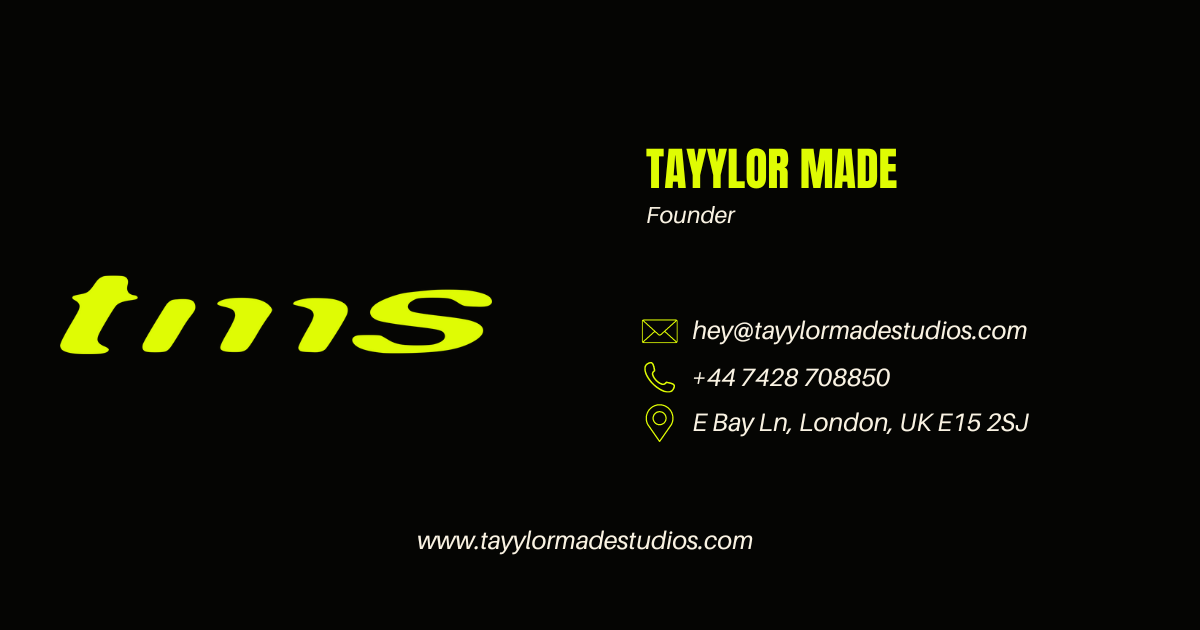 tms
TAYYLOR MADE
Founder
hey@tayylormadestudios.com
+44 7428 708850
E Bay Ln, London, UK E15 2SJ
www.tayylormadestudios.com